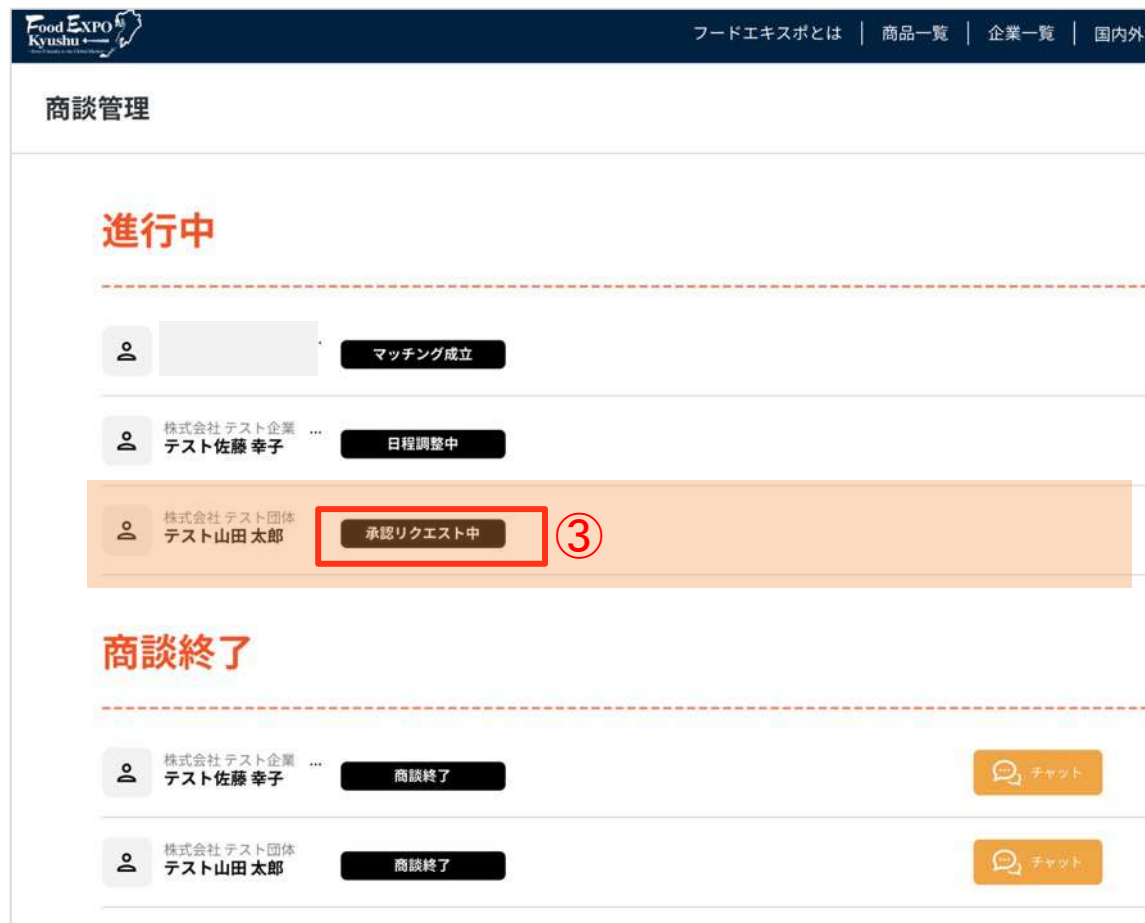 Food EXPO
Kyushu
フードエキスポとは | 商品一覧 | 企業一覧 | 国内外
商談管理
進行中
マッチング成立
株式会社 テスト企業 ...
テスト佐藤 幸子
日程調整中
株式会社 テスト団体
テスト山田 太郎
承認リクエスト中
③
商談終了
株式会社 テスト企業 ...
テスト佐藤 幸子
商談終了
チャット
株式会社 テスト団体
テスト山田 太郎
商談終了
チャット